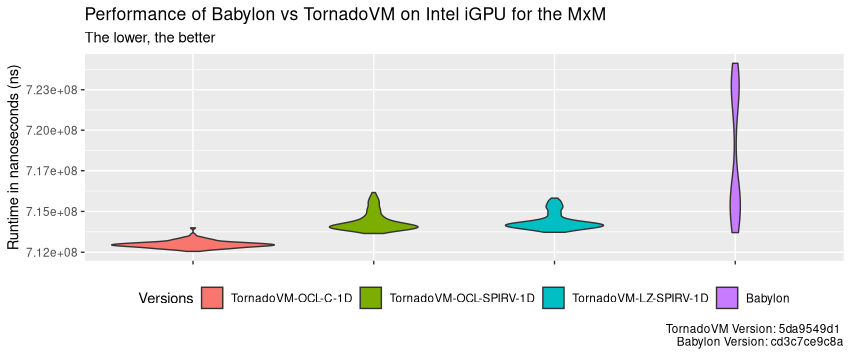 Performance of Babylon vs TornadoVM on Intel iGPU for the MxM
The lower, the better
Runtime in nanoseconds (ns)
7.23e+08
7.20e+08
7.17e+08
7.15e+08
7.12e+08
Versions TornadoVM-OCL-C-1D TornadoVM-OCL-SPIRV-1D TornadoVM-LZ-SPIRV-1D Babylon
TornadoVM Version: 5da9549d1
Babylon Version: cd3c7ce9c8a